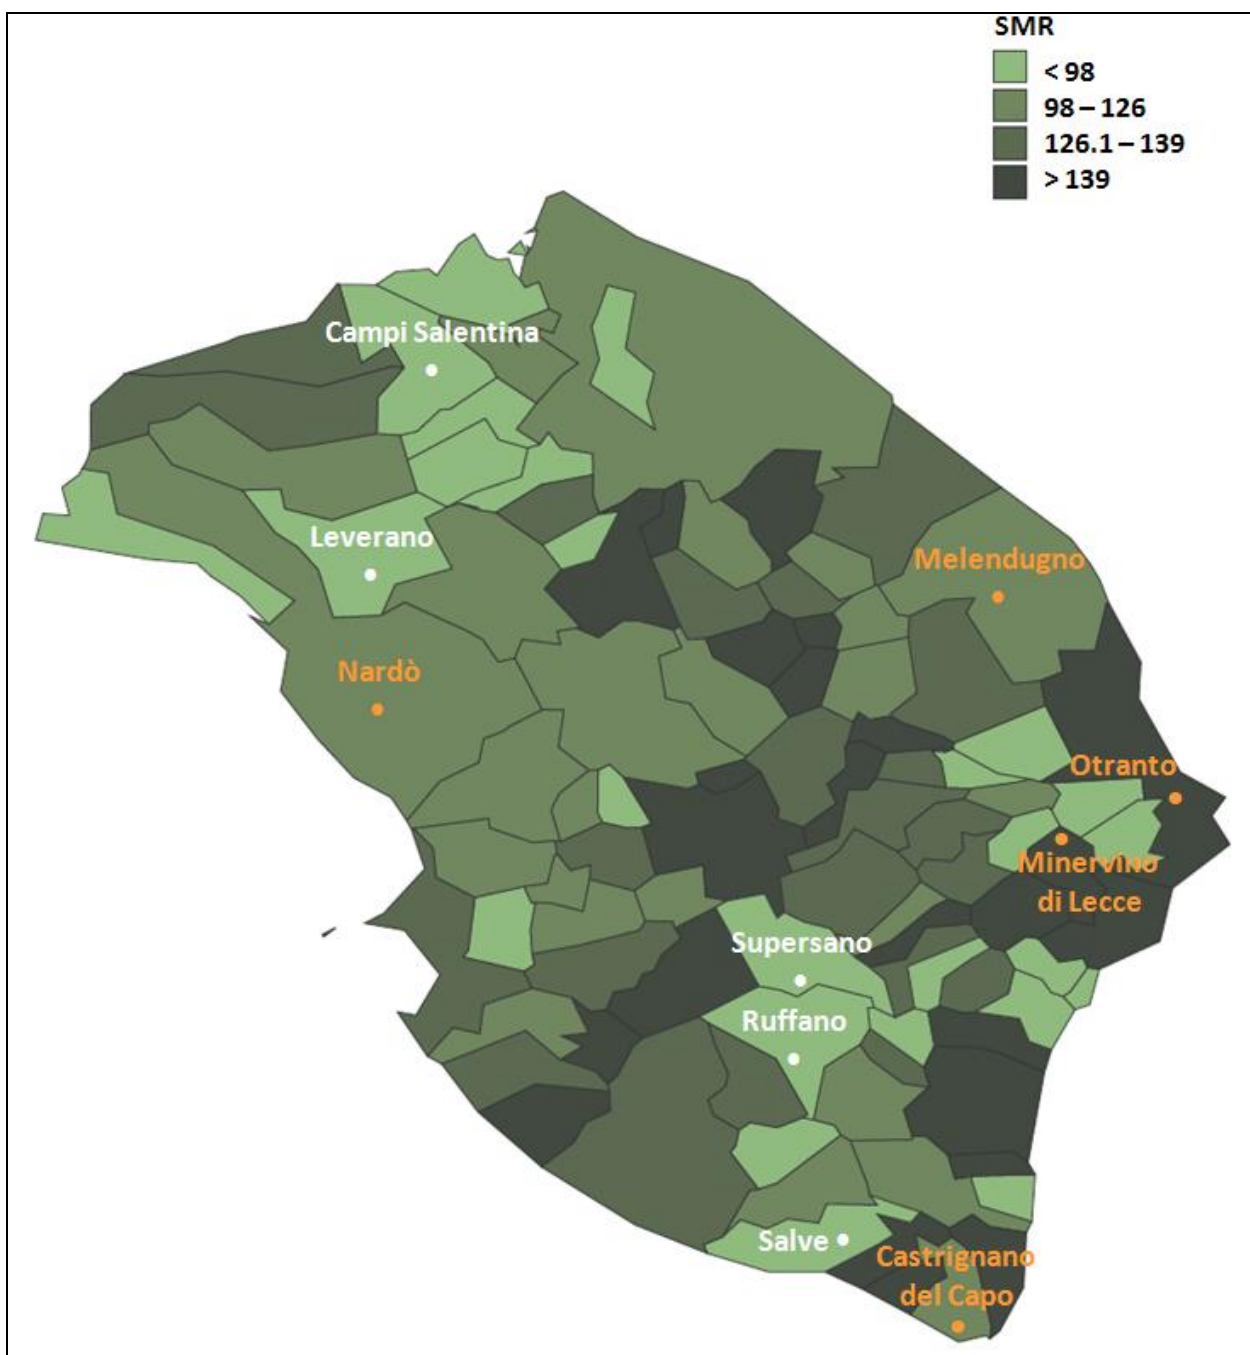 SMR
< 98
98 – 126
126.1 – 139
> 139
Campi Salentina
Leverano
Melendugno
Nardò
Otranto
Minervino
di Lecce
Supersano
Ruffano
Salve
Castrignano
del Capo